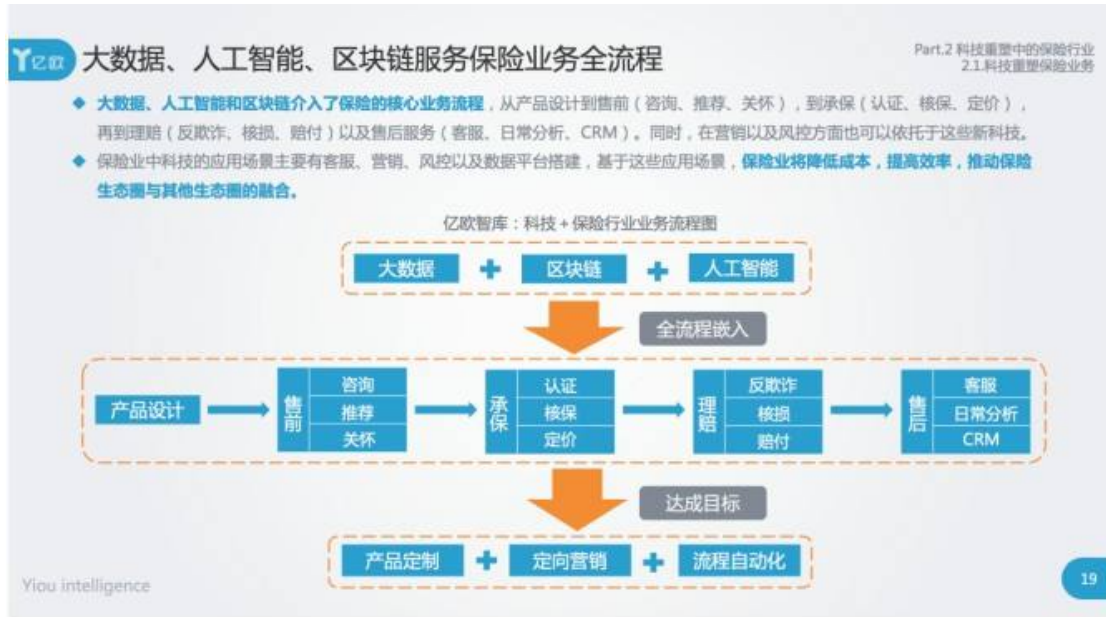 亿欧
大数据、人工智能、区块链服务保险业务全流程
Part.2 科技重塑中的保险行业
2.1.科技重塑保险业务
大数据、人工智能和区块链介入了保险的核心业务流程，从产品设计到售前（咨询、推荐、关怀），到承保（认证、核保、定价），
再到理赔（反欺诈、核损、赔付）以及售后服务（客服、日常分析、CRM）。同时，在营销以及风控方面也可以依托于这些新科技。
保险业中科技的应用场景主要有客服、营销、风控以及数据平台搭建，基于这些应用场景，保险业将降低成本，提高效率，推动保险
生态圈与其他生态圈的融合。
亿欧智库：科技+保险行业业务流程图
大数据 + 区块链 + 人工智能
全流程嵌入
产品设计
售前
咨询
推荐
关怀
承保
认证
核保
定价
理赔
反欺诈
核损
赔付
售后
客服
日常分析
CRM
达成目标
产品定制 + 定向营销 + 流程自动化
Yiou intelligence
19